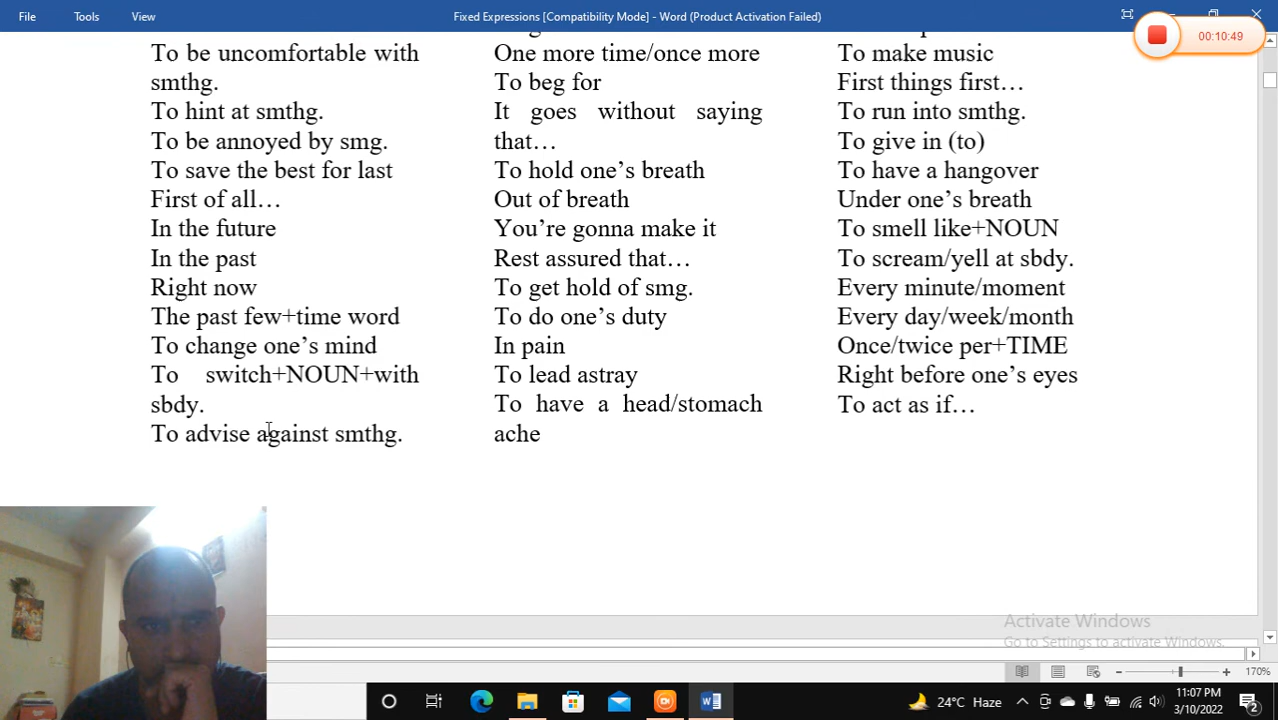 File
Tools
View
Fixed Expressions [Compatibility Mode] - Word (Product Activation Failed)
00:10:49
To be uncomfortable with
smthg.
To hint at smthg.
To be annoyed by smg.
To save the best for last
First of all…
In the future
In the past
Right now
The past few+time word
To change one’s mind
To switch+NOUN+with
sbdy.
To advise against smthg.
One more time/once more
To beg for
It goes without saying
that…
To hold one’s breath
Out of breath
You’re gonna make it
Rest assured that…
To get hold of smg.
To do one’s duty
In pain
To lead astray
To have a head/stomach
ache
To make music
First things first…
To run into smthg.
To give in (to)
To have a hangover
Under one’s breath
To smell like+NOUN
To scream/yell at sbdy.
Every minute/moment
Every day/week/month
Once/twice per+TIME
Right before one’s eyes
To act as if…
Activate Windows
Go to Settings to activate Windows.
170%
24°C Haze
11:07 PM
3/10/2022
2